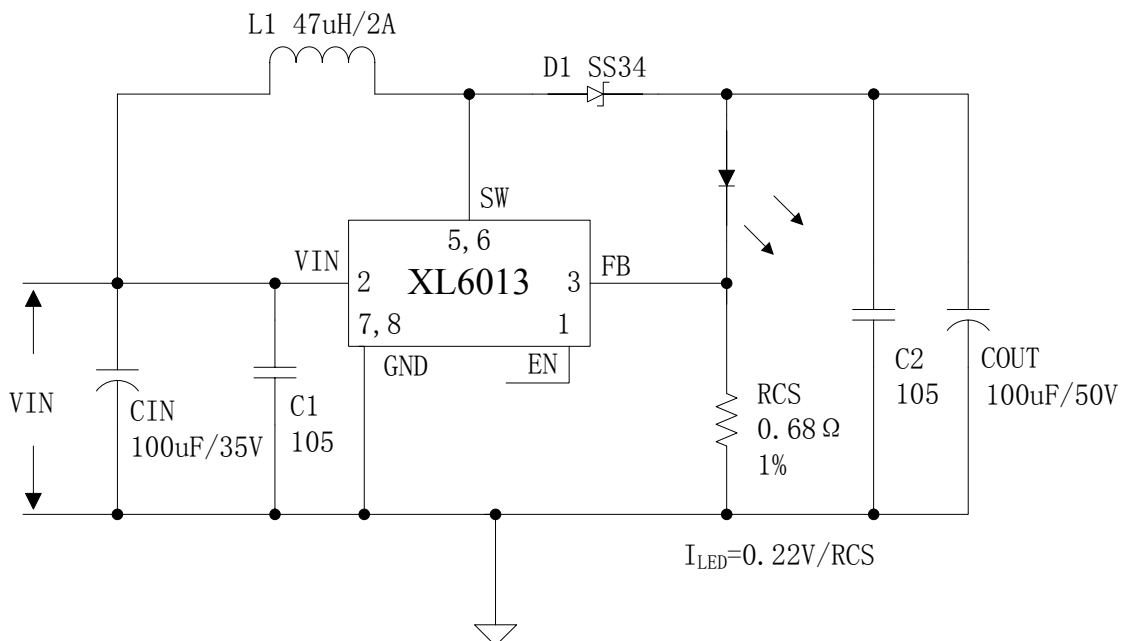 L1 47uH/2A
D1 SS34
SW
5,6
VIN
2
XL6013
3
FB
7,8
1
GND
EN
VIN
CIN
100uF/35V
C1
105
RCS
0.68Ω
1%
C2
105
COUT
100uF/50V
ILED=0.22V/RCS